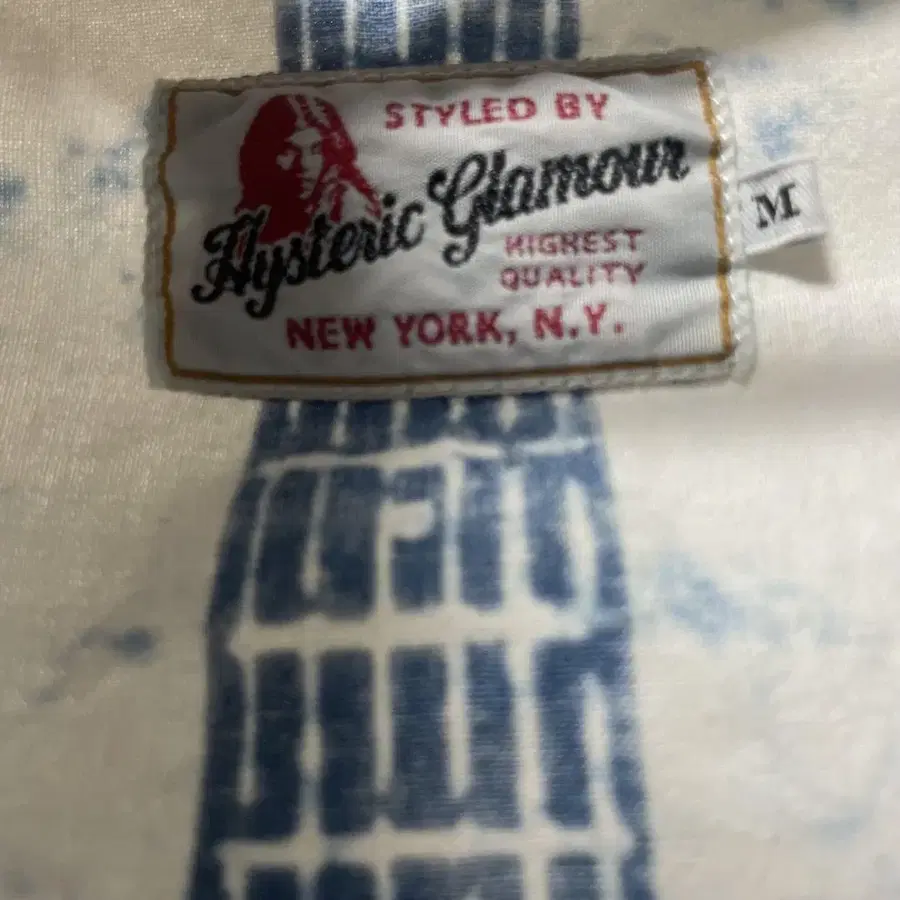 STYLED BY
Hysteric Glamour
HIGHEST
QUALITY
NEW YORK, N.Y.
M